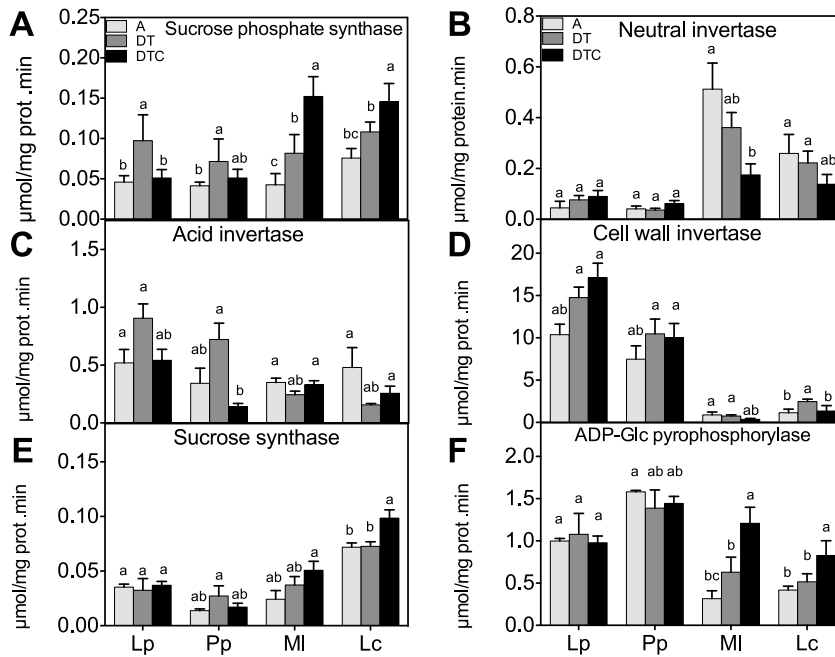 A
Sucrose phosphate synthase
A
DT
DTC
0.25
0.20
0.15
0.10
0.05
0.00
µmol/mg prot .min
b a b
b a ab
c b a
bc b a
B
Neutral invertase
A
DT
DTC
0.8
0.6
0.4
0.2
0.0
µmol/mg protein.min
a a a
a a a
a ab b
a a ab
C
Acid invertase
1.5
1.0
0.5
0.0
µmol/mg prot .min
a a ab
ab a b
a ab a
a ab a
D
Cell wall invertase
20
15
10
5
0
µmol/mg prot .min
ab a a
ab a a
a a ab
b a b
E
Sucrose synthase
0.15
0.10
0.05
0.00
µmol/mg prot .min
a a a
ab a ab
ab ab a
b b a
Lp Pp Ml Lc
F
ADP-Glc pyrophosphorylase
2.0
1.5
1.0
0.5
0.0
µmol/mg prot .min
a a a
a ab ab
bc b a
b b a
Lp Pp Ml Lc